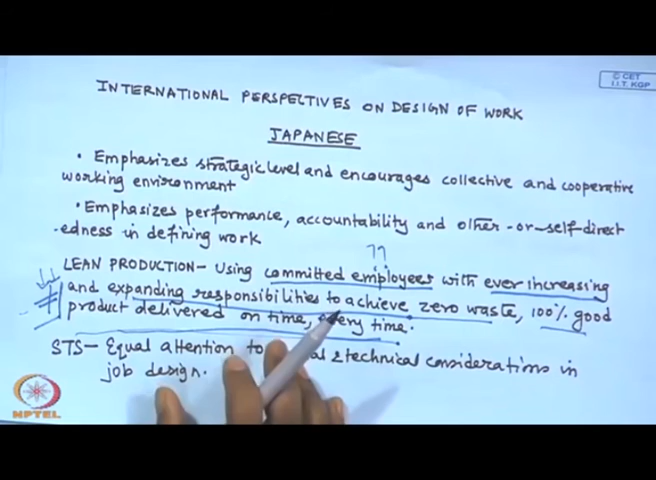 © CET
I.I.T. KGP
INTERNATIONAL PERSPECTIVES ON DESIGN OF WORK
JAPANESE
• Emphasizes strategic level and encourages collective and cooperative
working environment
• Emphasizes performance, accountability and other-or-self-direct
-edness in defining work
LEAN PRODUCTION- Using committed employees with ever increasing
and expanding responsibilities to achieve zero waste, 100% good
product delivered on time, every time.
STS- Equal attention to & technical considerations in
job design.
NPTEL